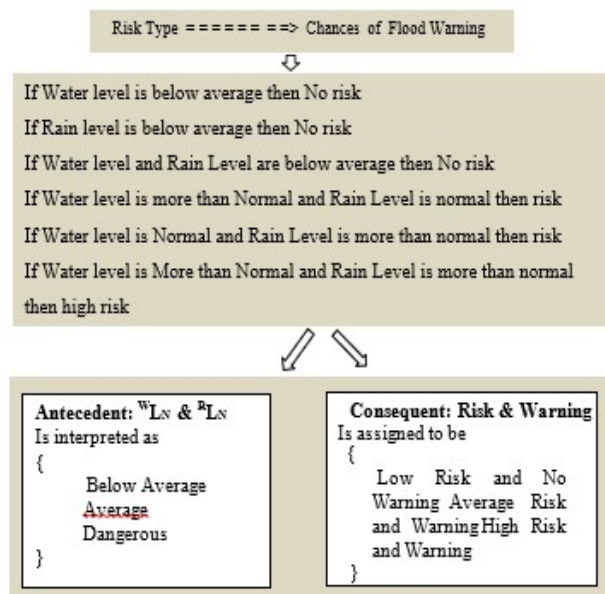 Risk Type = = = = = = ==> Chances of Flood Warning
If Water level is below average then No risk
If Rain level is below average then No risk
If Water level and Rain Level are below average then No risk
If Water level is more than Normal and Rain Level is normal then risk
If Water level is Normal and Rain Level is more than normal then risk
If Water level is More than Normal and Rain Level is more than normal
then high risk
Antecedent: ᵂLN & ᴿLN
Is interpreted as
{
Below Average
Average
Dangerous
}
Consequent: Risk & Warning
Is assigned to be
{
Low Risk and No
Warning Average Risk
and WarningHigh Risk
and Warning
}